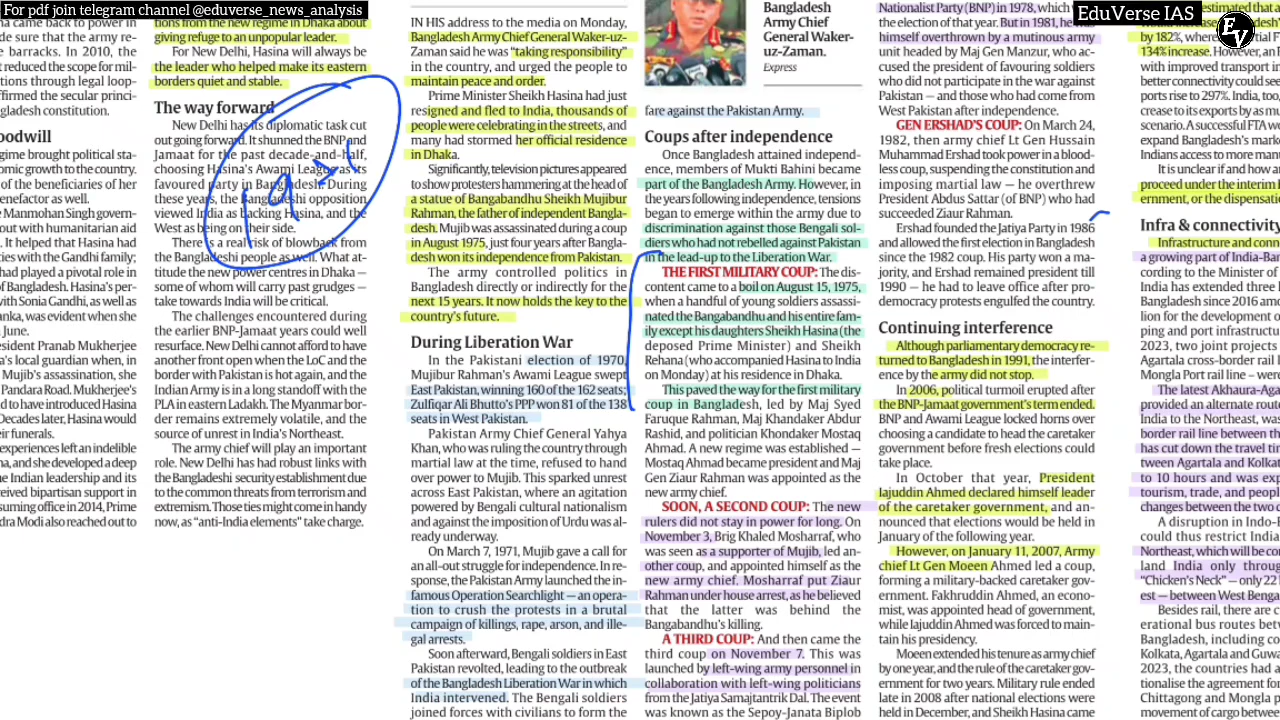 For pdf join telegram channel @eduverse_news_analysis
EduVerse IAS
came back to power in
de sure that the army re-
e barracks. In 2010, the
t reduced the scope for mil-
tions through legal loop-
ffirmed the secular princi-
gladesh constitution.
oodwill
gime brought political sta-
omic growth to the country.
of the beneficiaries of her
enefactor as well.
Manmohan Singh govern-
out with humanitarian aid
. It helped that Hasina had
ties with the Gandhi family;
had played a pivotal role in
of Bangladesh. Hasina's per-
with Sonia Gandhi, as well as
ka, was evident when she
June.
esident Pranab Mukherjee
a's local guardian when, in
Mujib's assassination, she
Pandara Road. Mukherjee's
d to have introduced Hasina
Decades later, Hasina would
eir funerals.
experiences left an indelible
na, and she developed a deep
he Indian leadership and its
ceived bipartisan support in
suming office in 2014, Prime
dra Modi also reached out to
tions from the new regime in Dhaka about
giving refuge to an unpopular leader.
For New Delhi, Hasina will always be
the leader who helped make its eastern
borders quiet and stable.
The way forward
New Delhi has its diplomatic task cut
out going forward. It shunned the BNP and
Jamaat for the past decade-and-half,
choosing Hasina's Awami League as its
favoured party in Bangladesh. During
these years, the Bangladeshi opposition
viewed India as backing Hasina, and the
West as being on their side.
There is a real risk of blowback from
the Bangladeshi people as well. What at-
titude the new power centres in Dhaka —
some of whom will carry past grudges —
take towards India will be critical.
The challenges encountered during
the earlier BNP-Jamaat years could well
resurface. New Delhi cannot afford to have
another front open when the LoC and the
border with Pakistan is hot again, and the
Indian Army is in a long standoff with the
PLA in eastern Ladakh. The Myanmar bor-
der remains extremely volatile, and the
source of unrest in India's Northeast.
The army chief will play an important
role. New Delhi has had robust links with
the Bangladeshi security establishment due
to the common threats from terrorism and
extremism. Those ties might come in handy
now, as "anti-India elements" take charge.
IN HIS address to the media on Monday,
Bangladesh Army Chief General Waker-uz-
Zaman said he was "taking responsibility"
in the country, and urged the people to
maintain peace and order.
Prime Minister Sheikh Hasina had just
resigned and fled to India, thousands of
people were celebrating in the streets, and
many had stormed her official residence
in Dhaka.
Significantly, television pictures appeared
to show protesters hammering at the head of
a statue of Bangabandhu Sheikh Mujibur
Rahman, the father of independent Bangla-
desh. Mujib was assassinated during a coup
in August 1975, just four years after Bangla-
desh won its independence from Pakistan.
The army controlled politics in
Bangladesh directly or indirectly for the
next 15 years. It now holds the key to the
country's future.
During Liberation War
In the Pakistani election of 1970,
Mujibur Rahman's Awami League swept
East Pakistan, winning 160 of the 162 seats;
Zulfiqar Ali Bhutto's PPP won 81 of the 138
seats in West Pakistan.
Pakistan Army Chief General Yahya
Khan, who was ruling the country through
martial law at the time, refused to hand
over power to Mujib. This sparked unrest
across East Pakistan, where an agitation
powered by Bengali cultural nationalism
and against the imposition of Urdu was al-
ready underway.
On March 7, 1971, Mujib gave a call for
an all-out struggle for independence. In re-
sponse, the Pakistan Army launched the in-
famous Operation Searchlight — an opera-
tion to crush the protests in a brutal
campaign of killings, rape, arson, and ille-
gal arrests.
Soon afterward, Bengali soldiers in East
Pakistan revolted, leading to the outbreak
of the Bangladesh Liberation War in which
India intervened. The Bengali soldiers
joined forces with civilians to form the
Bangladesh
Army Chief
General Waker-
uz-Zaman.
Express
fare against the Pakistan Army.
Coups after independence
Once Bangladesh attained independ-
ence, members of Mukti Bahini became
part of the Bangladesh Army. However, in
the years following independence, tensions
began to emerge within the army due to
discrimination against those Bengali sol-
diers who had not rebelled against Pakistan
in the lead-up to the Liberation War.
THE FIRST MILITARY COUP: The dis-
content came to a boil on August 15, 1975,
when a handful of young soldiers assassi-
nated the Bangabandhu and his entire fam-
ily except his daughters Sheikh Hasina (the
deposed Prime Minister) and Sheikh
Rehana (who accompanied Hasina to India
on Monday) at his residence in Dhaka.
This paved the way for the first military
coup in Bangladesh, led by Maj Syed
Faruque Rahman, Maj Khandaker Abdur
Rashid, and politician Khondaker Mostaq
Ahmad. A new regime was established —
Mostaq Ahmad became president and Maj
Gen Ziaur Rahman was appointed as the
new army chief.
SOON, A SECOND COUP: The new
rulers did not stay in power for long. On
November 3, Brig Khaled Mosharraf, who
was seen as a supporter of Mujib, led an-
other coup, and appointed himself as the
new army chief. Mosharraf put Ziaur
Rahman under house arrest, as he believed
that the latter was behind the
Bangabandhu's killing.
A THIRD COUP: And then came the
third coup on November 7. This was
launched by left-wing army personnel in
collaboration with left-wing politicians
from the Jatiya Samajtantrik Dal. The event
was known as the Sepoy-Janata Biplob
Nationalist Party (BNP) in 1978, which
the election of that year. But in 1981, he
himself overthrown by a mutinous army
unit headed by Maj Gen Manzur, who ac-
cused the president of favouring soldiers
who did not participate in the war against
Pakistan — and those who had come from
West Pakistan after independence.
GEN ERSHAD'S COUP: On March 24,
1982, then army chief Lt Gen Hussain
Muhammad Ershad took power in a blood-
less coup, suspending the constitution and
imposing martial law — he overthrew
President Abdus Sattar (of BNP) who had
succeeded Ziaur Rahman.
Ershad founded the Jatiya Party in 1986
and allowed the first election in Bangladesh
since the 1982 coup. His party won a ma-
jority, and Ershad remained president till
1990 — he had to leave office after pro-
democracy protests engulfed the country.
Continuing interference
Although parliamentary democracy re-
turned to Bangladesh in 1991, the interfer-
ence by the army did not stop.
In 2006, political turmoil erupted after
the BNP-Jamaat government's term ended.
BNP and Awami League locked horns over
choosing a candidate to head the caretaker
government before fresh elections could
take place.
In October that year, President
Iajuddin Ahmed declared himself leader
of the caretaker government, and an-
nounced that elections would be held in
January of the following year.
However, on January 11, 2007, Army
chief Lt Gen Moeen Ahmed led a coup,
forming a military-backed caretaker gov-
ernment. Fakhruddin Ahmed, an econo-
mist, was appointed head of government,
while Iajuddin Ahmed was forced to main-
tain his presidency.
Moeen extended his tenure as army chief
by one year, and the rule of the caretaker gov-
ernment for two years. Military rule ended
late in 2008 after national elections were
held in December, and Sheikh Hasina came
estimated that a
by 182%, where
134% increase. However, an
with improved transport in
better connectivity could see
ports rise to 297%. India, too,
crease to its exports by as mu
scenario. A successful FTA w
expand Bangladesh's marke
Indians access to more man
It is unclear if and how a
proceed under the interim
ernment, or the dispensatio
Infra & connectivity
Infrastructure and conn
a growing part of India-Ban
cording to the Minister of
India has extended three l
Bangladesh since 2016 amo
lion for the development of
ping and port infrastructur
2023, two joint projects
Agartala cross-border rail l
Mongla Port rail line – were
The latest Akhaura-Aga
provided an alternate route
India to the Northeast, was
border rail line between th
has cut down the travel tim
tween Agartala and Kolkat
to 10 hours and was expe
tourism, trade, and people
changes between the two c
A disruption in Indo-
could thus restrict India
Northeast, which will be co
land India only throug
"Chicken's Neck" – only 22
est – between West Benga
Besides rail, there are c
erational bus routes betw
Bangladesh, including co
Kolkata, Agartala and Guwa
2023, the countries had a
tionalise the agreement for
Chittagong and Mongla p
movement of cargo between